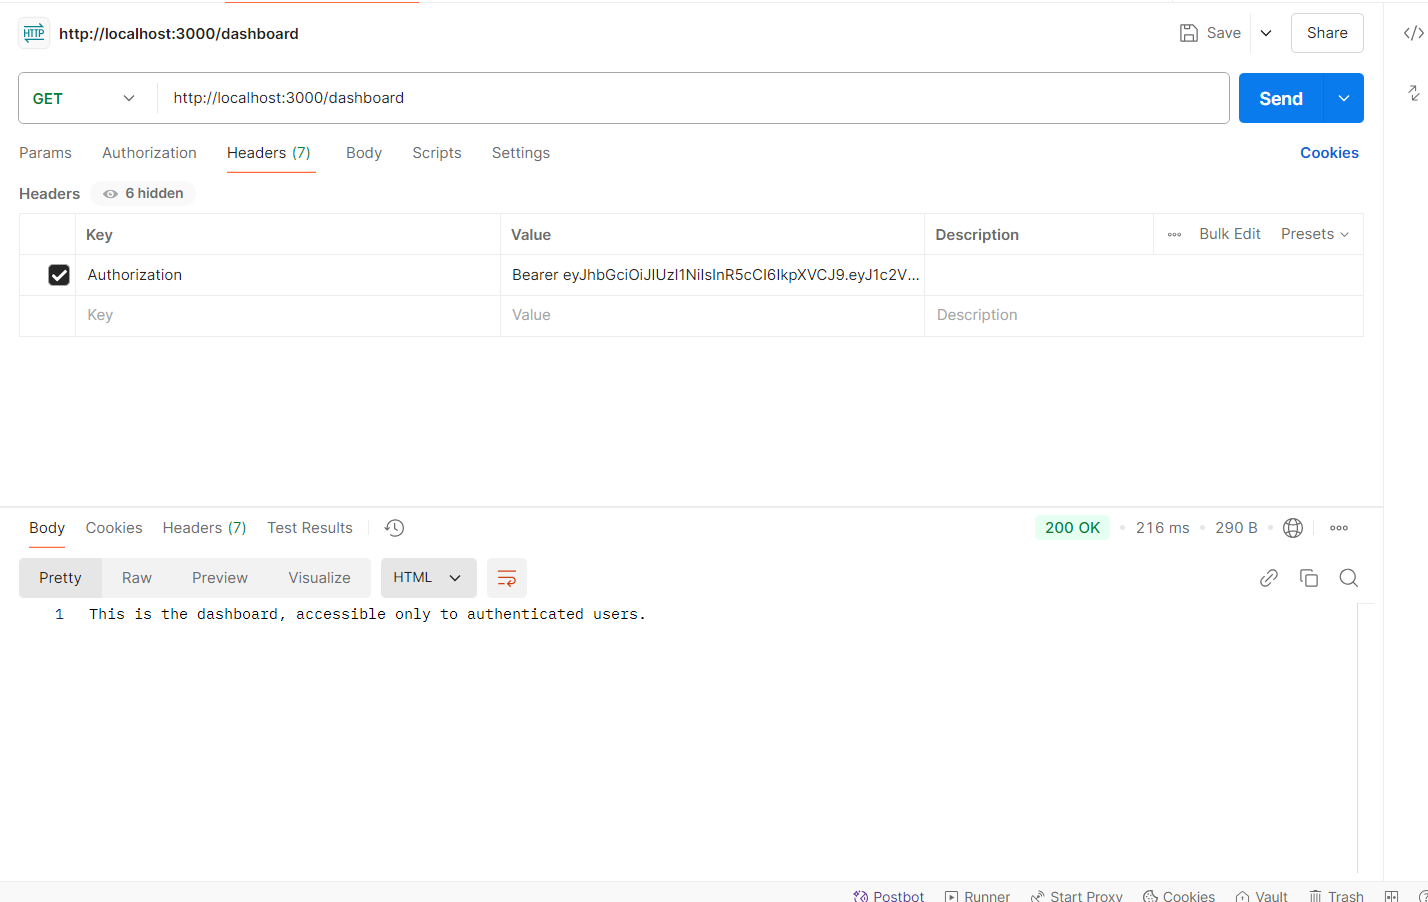 HTTP http://localhost:3000/dashboard Save Share
GET http://localhost:3000/dashboard Send
Params Authorization Headers (7) Body Scripts Settings Cookies
Headers 6 hidden
Key Value Description Bulk Edit Presets
Authorization Bearer eyJhbGciOiJIUzI1NiIsInR5cCI6IkpXVCJ9.eyJ1c2V...
Key Value Description
Body Cookies Headers (7) Test Results 200 OK 216 ms 290 B
Pretty Raw Preview Visualize HTML
1 This is the dashboard, accessible only to authenticated users.
Postbot Runner Start Proxy Cookies Vault Trash